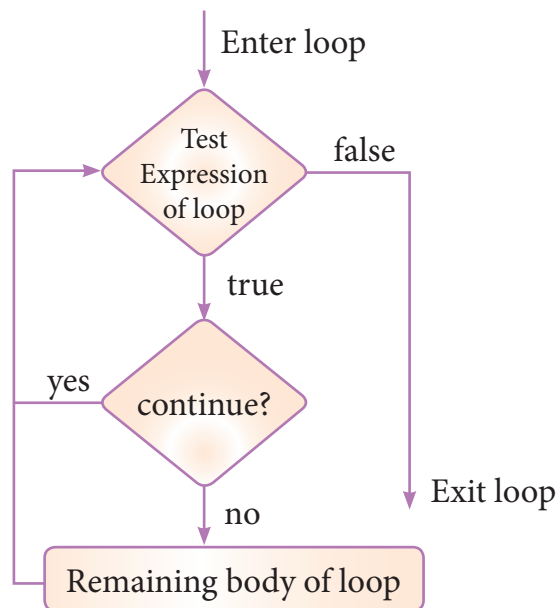 Enter loop
Test
Expression
of loop
false
true
yes
continue?
Exit loop
no
Remaining body of loop